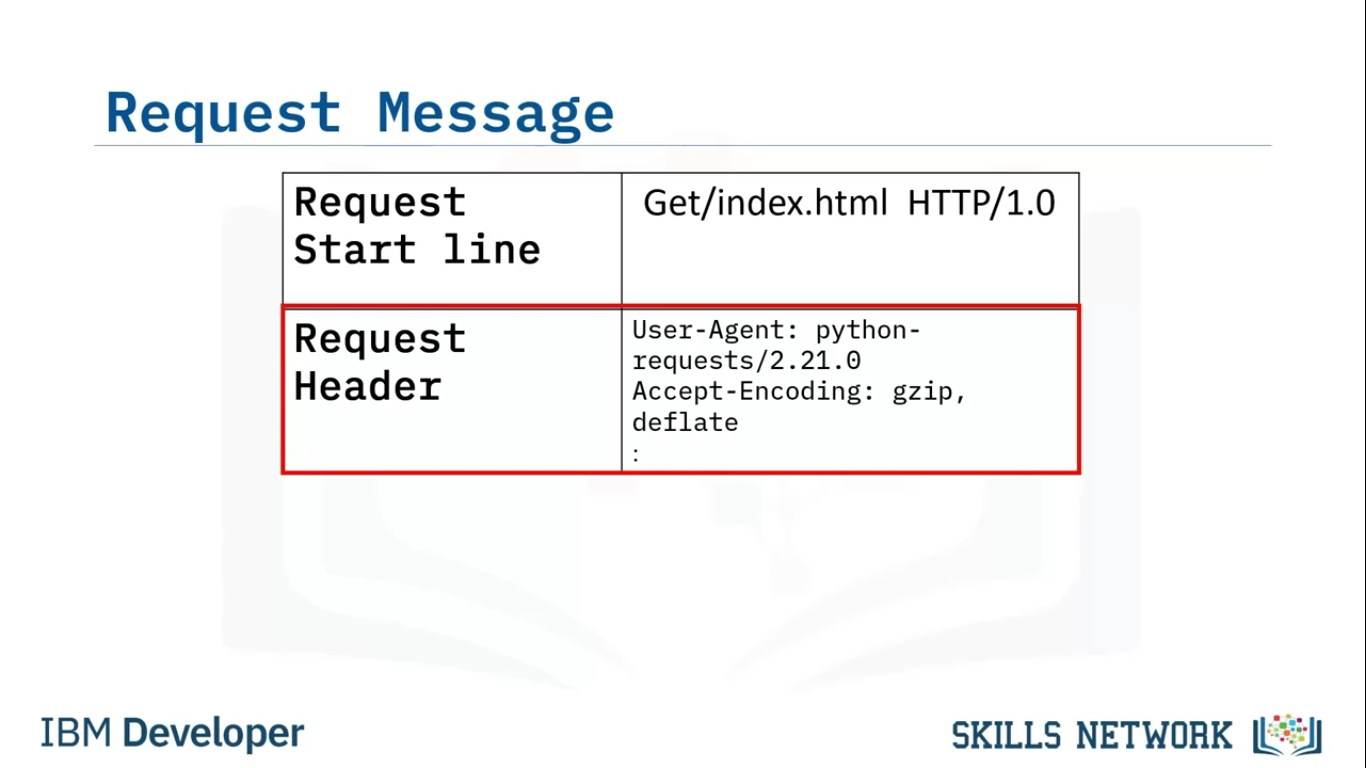 Request Message
Request
Start line
Get/index.html HTTP/1.0
Request
Header
User-Agent: python-
requests/2.21.0
Accept-Encoding: gzip,
deflate
:
IBM Developer
SKILLS NETWORK